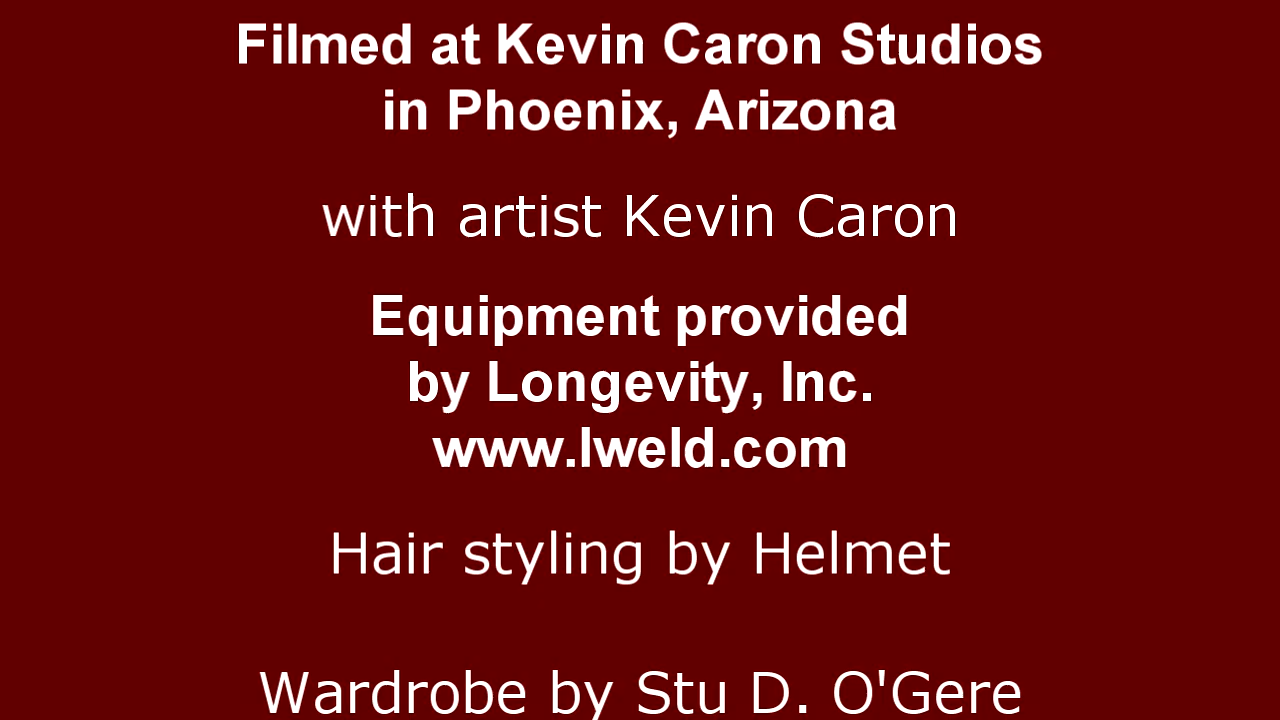 Filmed at Kevin Caron Studios
in Phoenix, Arizona
with artist Kevin Caron
Equipment provided
by Longevity, Inc.
www.lweld.com
Hair styling by Helmet
Wardrobe by Stu D. O'Gere